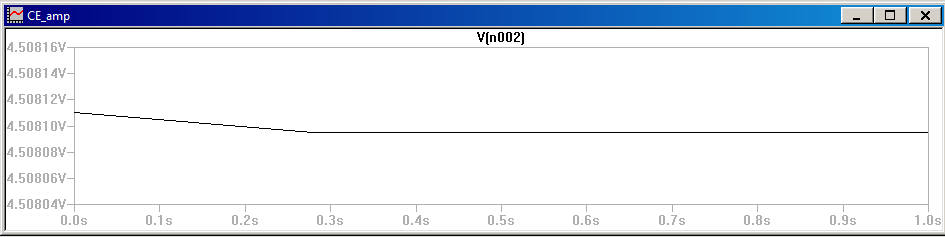 CE_amp
V(n002)
4.50816V
4.50814V
4.50812V
4.50810V
4.50808V
4.50806V
4.50804V
0.0s 0.1s 0.2s 0.3s 0.4s 0.5s 0.6s 0.7s 0.8s 0.9s 1.0s